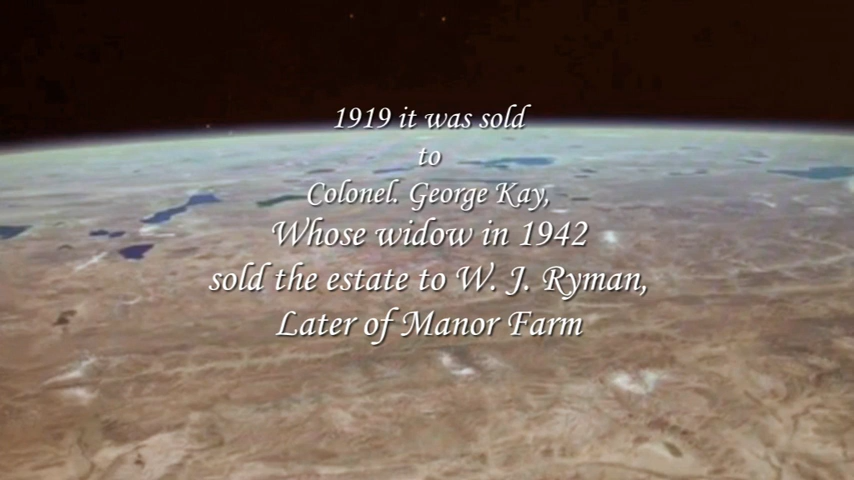 1919 it was sold
to
Colonel. George Kay,
Whose widow in 1942
sold the estate to W. J. Ryman,
Later of Manor Farm